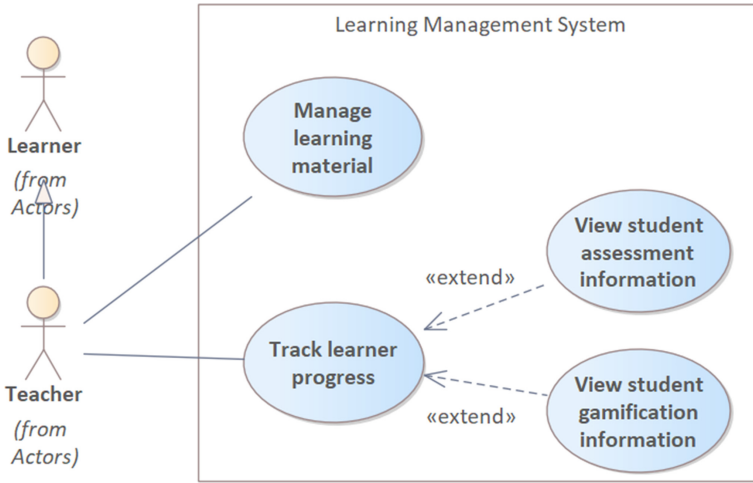 Learning Management System
Learner
(from
Actors)
Manage
learning
material
View student
assessment
information
«extend»
Track learner
progress
Teacher
(from
Actors)
«extend»
View student
gamification
information